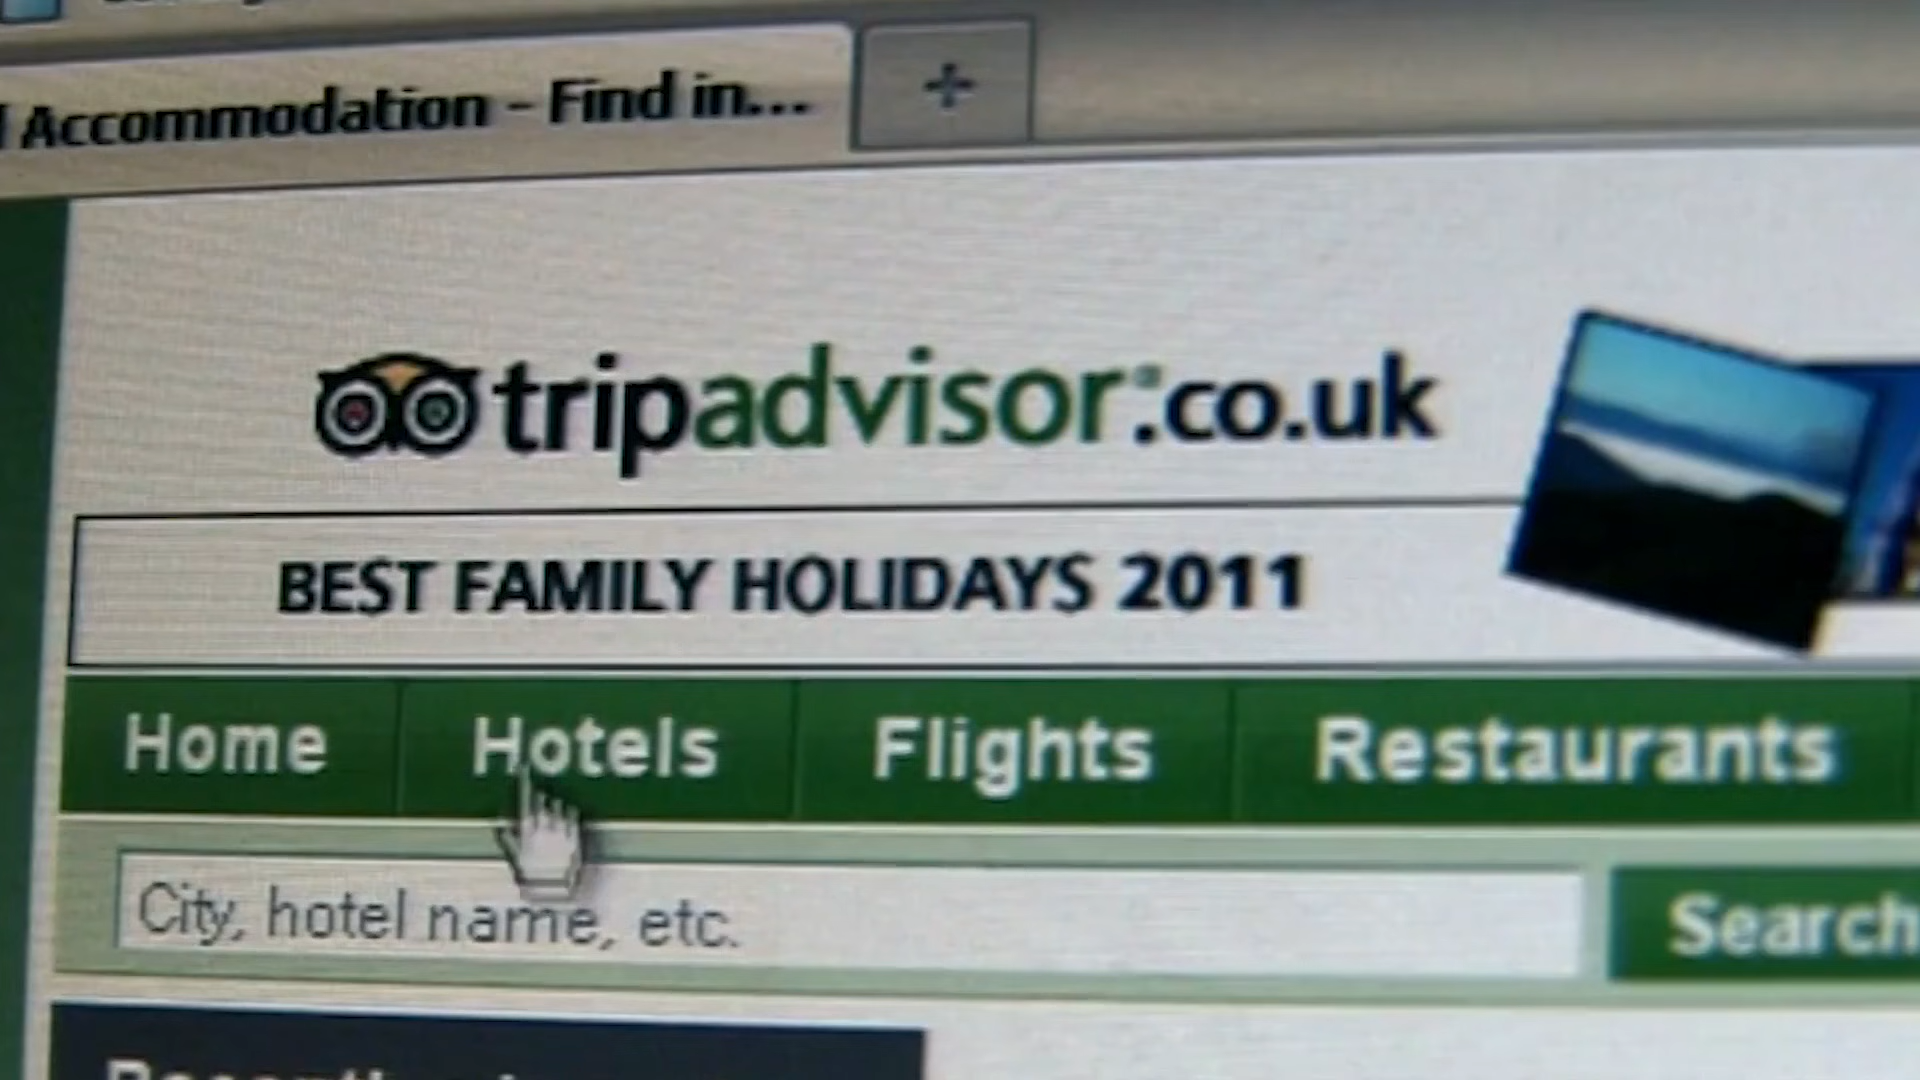 Accommodation - Find in...
+
tripadvisor®.co.uk
BEST FAMILY HOLIDAYS 2011
Home Hotels Flights Restaurants
City, hotel name, etc.
Search